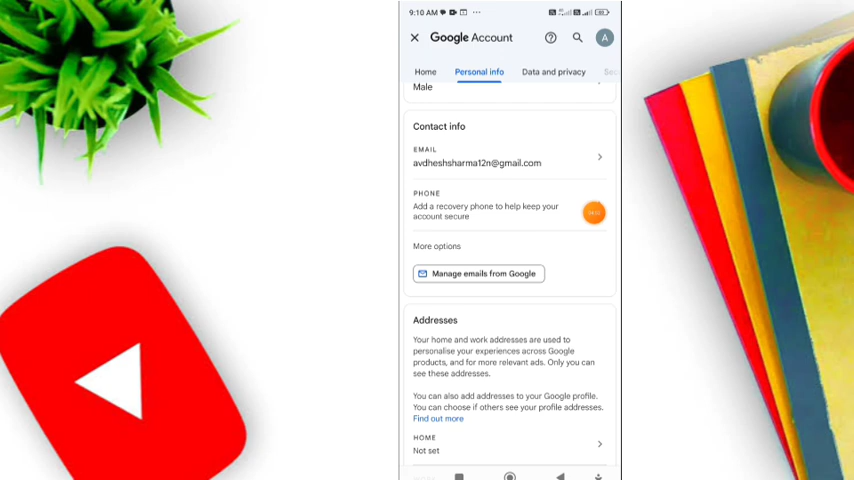 9:10 AM
Google Account
A
Home Personal info Data and privacy Sec
Male
Contact info
EMAIL
avdheshsharma12n@gmail.com
PHONE
Add a recovery phone to help keep your
account secure
More options
Manage emails from Google
Addresses
Your home and work addresses are used to
personalise your experiences across Google
products, and for more relevant ads. Only you can
see these addresses.
You can also add addresses to your Google profile.
You can choose if others see your profile addresses.
Find out more
HOME
Not set